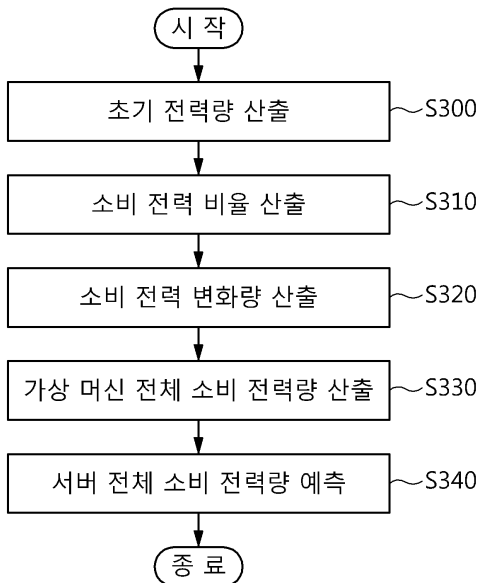 시 작
초기 전력량 산출
S300
소비 전력 비율 산출
S310
소비 전력 변화량 산출
S320
가상 머신 전체 소비 전력량 산출
S330
서버 전체 소비 전력량 예측
S340
종 료